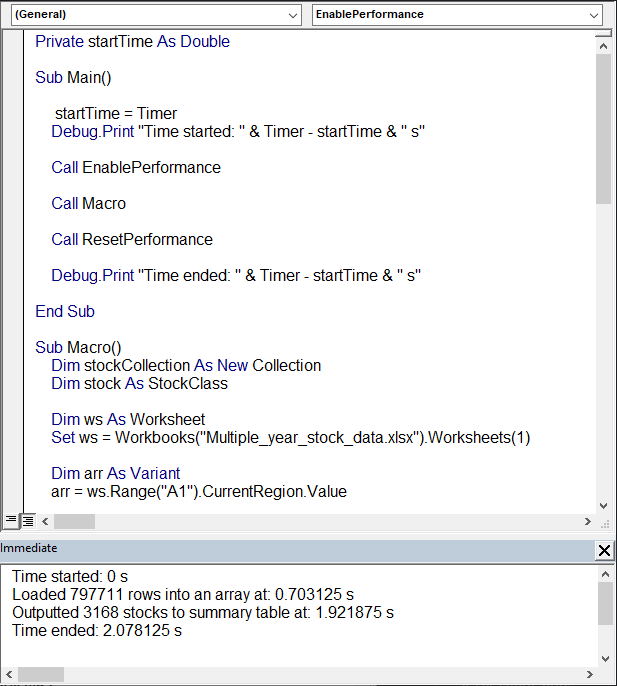 (General) EnablePerformance
Private startTime As Double
Sub Main()
startTime = Timer
Debug.Print "Time started: " & Timer - startTime & " s"
Call EnablePerformance
Call Macro
Call ResetPerformance
Debug.Print "Time ended: " & Timer - startTime & " s"
End Sub
Sub Macro()
Dim stockCollection As New Collection
Dim stock As StockClass
Dim ws As Worksheet
Set ws = Workbooks("Multiple_year_stock_data.xlsx").Worksheets(1)
Dim arr As Variant
arr = ws.Range("A1").CurrentRegion.Value
Immediate
Time started: 0 s
Loaded 797711 rows into an array at: 0.703125 s
Outputted 3168 stocks to summary table at: 1.921875 s
Time ended: 2.078125 s